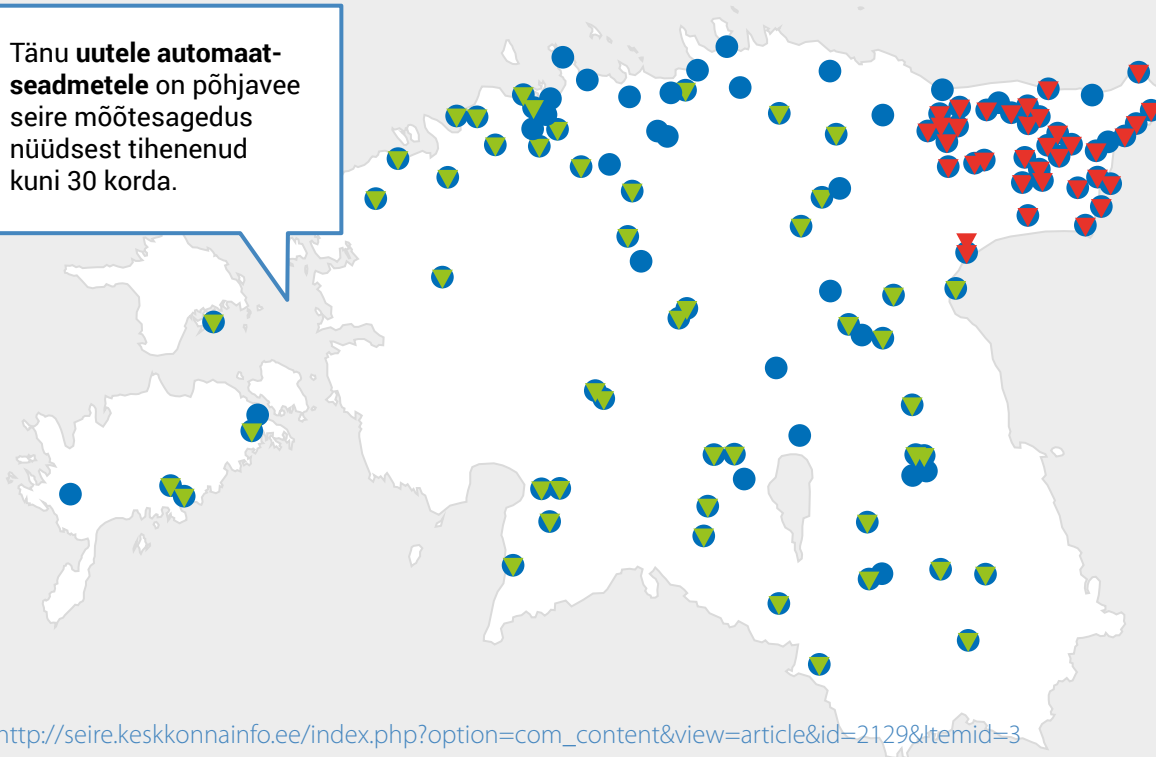 Tänu uutele automaat-
seadmetele on põhjavee
seire mõõtesagedus
nüüdsest tihenenud
kuni 30 korda.
http://seire.keskkonnainfo.ee/index.php?option=com_content&view=article&id=2129&Itemid=3